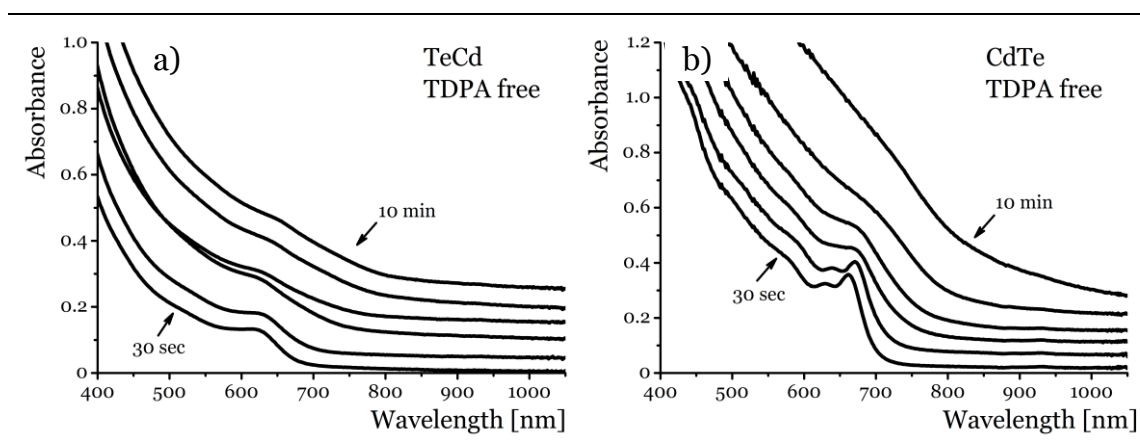 a)
TeCd
TDPA free
Absorbance
1.0
0.8
0.6
0.4
0.2
0
10 min
30 sec
400 500 600 700 800 900 1000
Wavelength [nm]
b)
CdTe
TDPA free
Absorbance
1.2
1.0
0.8
0.6
0.4
0.2
0
10 min
30 sec
400 500 600 700 800 900 1000
Wavelength [nm]